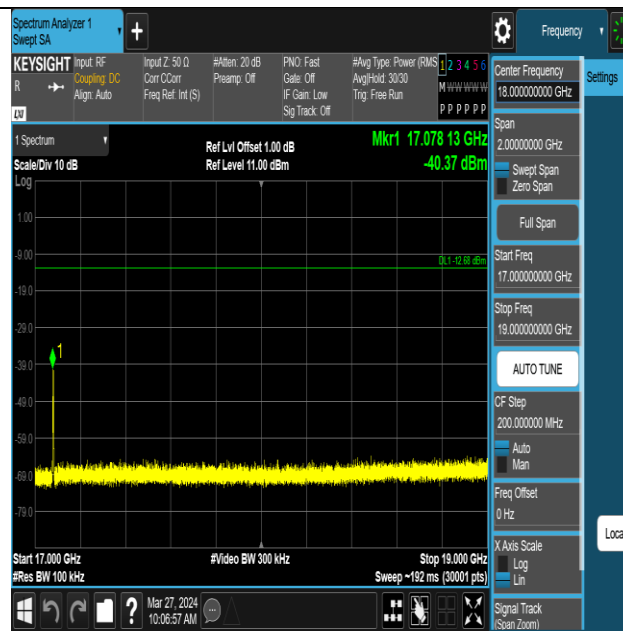 Spectrum Analyzer 1
Swept SA
+
Frequency
KEYSIGHT
R
LXI
Input: RF
Coupling: DC
Align: Auto
Input Z: 50 Ω
Corr CCorr
Freq Ref: Int (S)
#Atten: 20 dB
Preamp: Off
PNO: Fast
Gate: Off
IF Gain: Low
Sig Track: Off
#Avg Type: Power (RMS
Avg|Hold: 30/30
Trig: Free Run
1 2 3 4 5 6
M W W W W W
P P P P P P
1 Spectrum
Scale/Div 10 dB
Log
Ref Lvl Offset 1.00 dB
Ref Level 11.00 dBm
Mkr1 17.078 13 GHz
-40.37 dBm
1.00
-9.00
DL1 -12.68 dBm
-19.0
-29.0
1
-39.0
-49.0
-59.0
-69.0
-79.0
Start 17.000 GHz
#Res BW 100 kHz
#Video BW 300 kHz
Stop 19.000 GHz
Sweep ~192 ms (30001 pts)
?
Mar 27, 2024
10:06:57 AM
Center Frequency
18.000000000 GHz
Settings
Span
2.00000000 GHz
Swept Span
Zero Span
Full Span
Start Freq
17.000000000 GHz
Stop Freq
19.000000000 GHz
AUTO TUNE
CF Step
200.000000 MHz
Auto
Man
Freq Offset
0 Hz
X Axis Scale
Log
Lin
Loca
Signal Track
(Span Zoom)